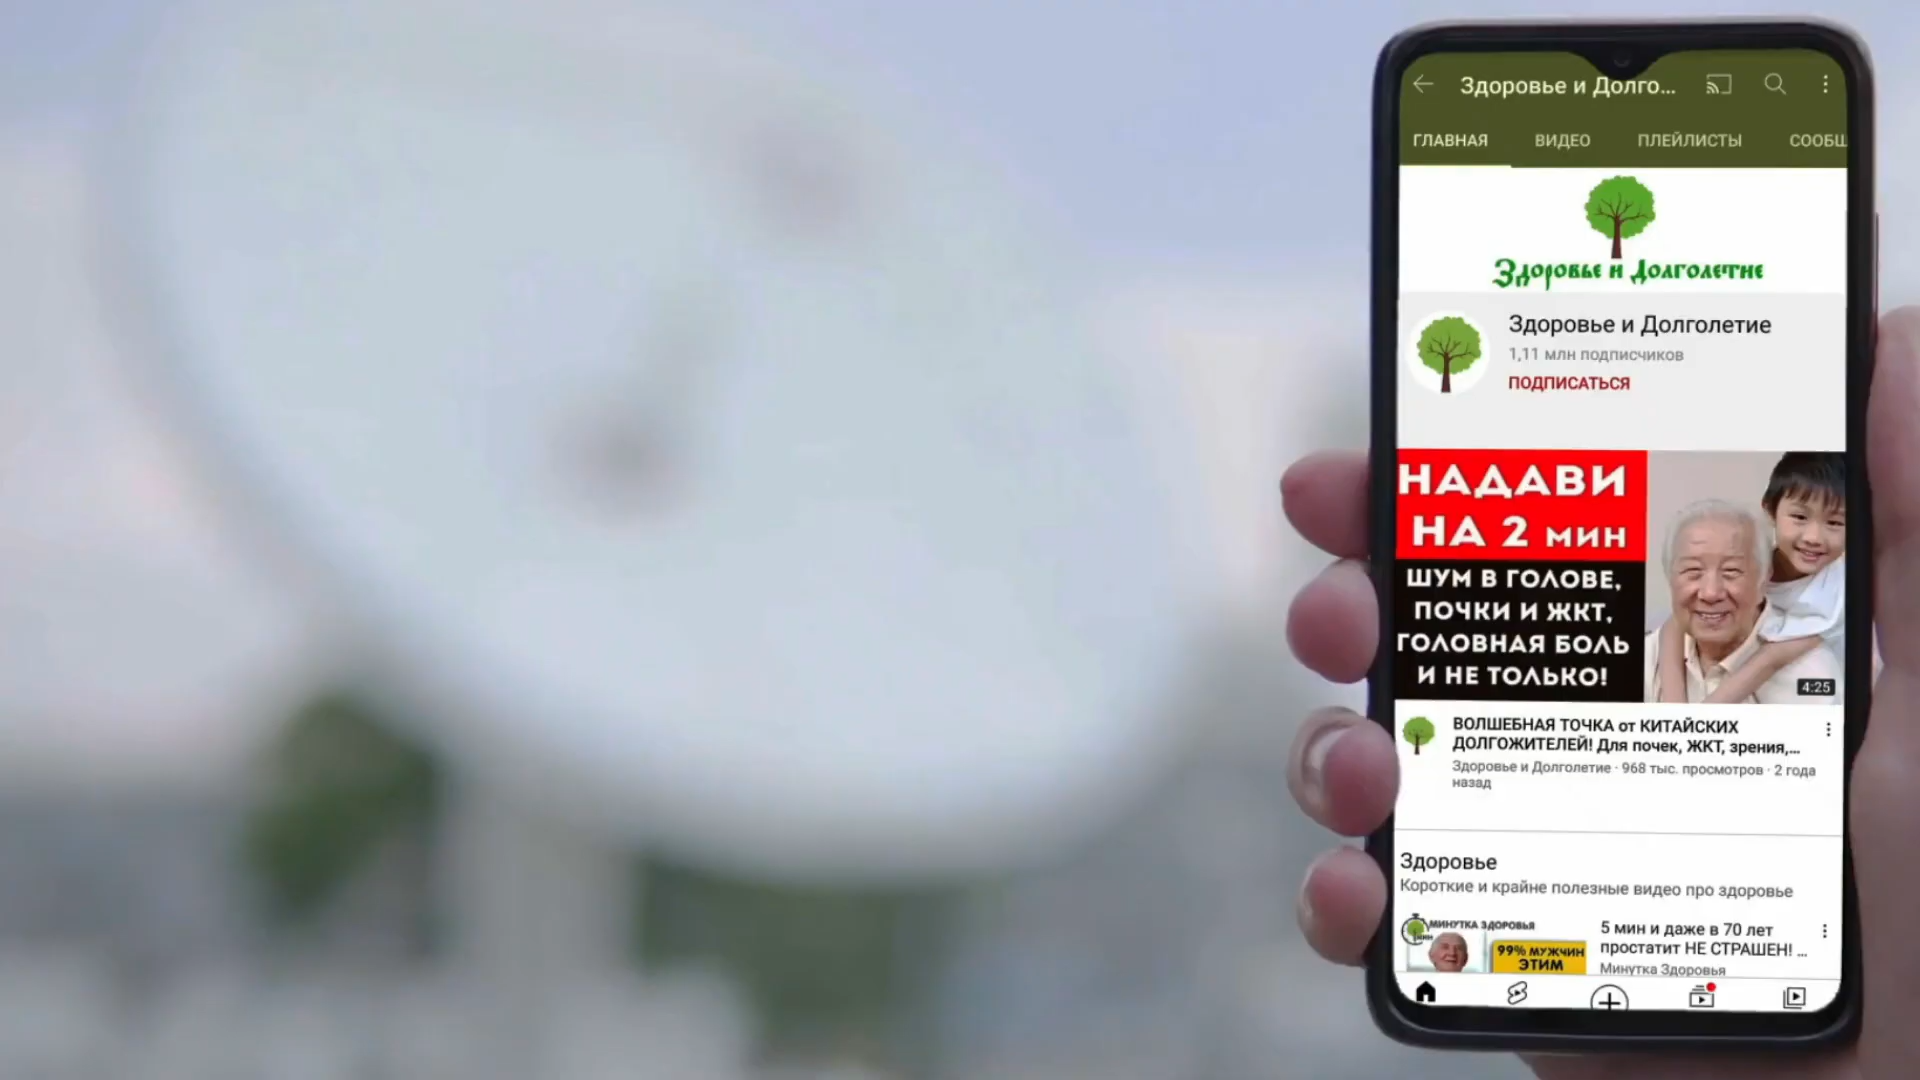 Здоровье и Долго...
ГЛАВНАЯ ВИДЕО ПЛЕЙЛИСТЫ СООБЩ
Здоровье и Долголетие
Здоровье и Долголетие
1,11 млн подписчиков
ПОДПИСАТЬСЯ
НАДАВИ
НА 2 МИН
ШУМ В ГОЛОВЕ,
ПОЧКИ И ЖКТ,
ГОЛОВНАЯ БОЛЬ
И НЕ ТОЛЬКО!
4:25
ВОЛШЕБНАЯ ТОЧКА от КИТАЙСКИХ
ДОЛГОЖИТЕЛЕЙ! Для почек, ЖКТ, зрения,...
Здоровье и Долголетие · 968 тыс. просмотров · 2 года
назад
Здоровье
Короткие и крайне полезные видео про здоровье
МИНУТКА ЗДОРОВЬЯ
99% МУЖЧИН
ЭТИМ
5 мин и даже в 70 лет
простатит НЕ СТРАШЕН! ...
Минутка Здоровья